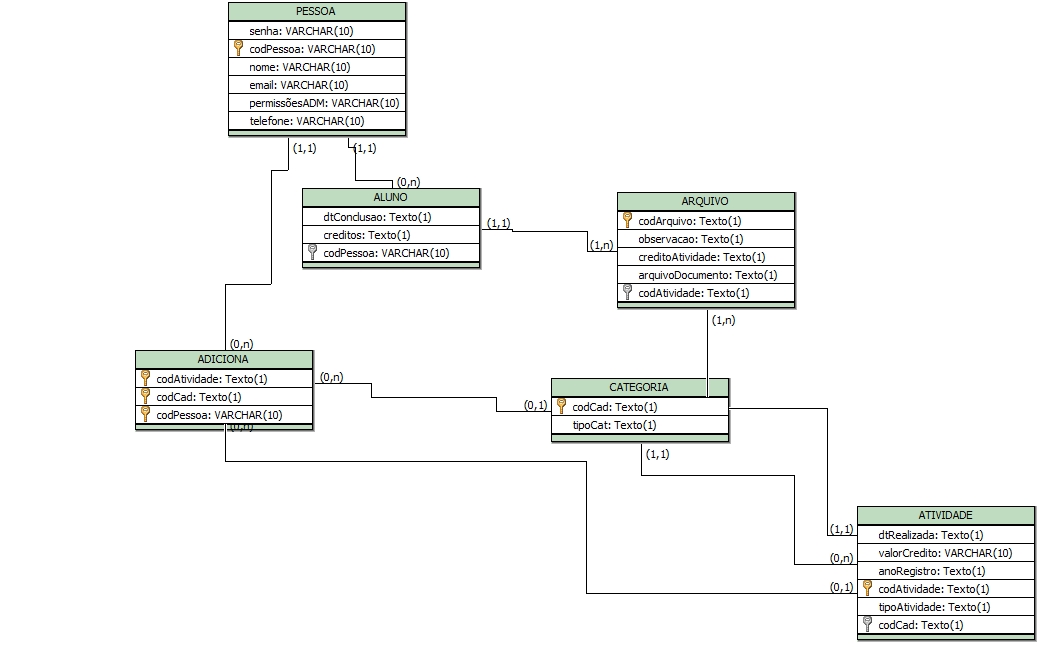 PESSOA
senha: VARCHAR(10)
codPessoa: VARCHAR(10)
nome: VARCHAR(10)
email: VARCHAR(10)
permissõesADM: VARCHAR(10)
telefone: VARCHAR(10)
(1,1)
(1,1)
(0,n)
ALUNO
dtConclusao: Texto(1)
creditos: Texto(1)
codPessoa: VARCHAR(10)
(1,1)
(1,n)
ARQUIVO
codArquivo: Texto(1)
observacao: Texto(1)
creditoAtividade: Texto(1)
arquivoDocumento: Texto(1)
codAtividade: Texto(1)
(1,n)
(0,n)
ADICIONA
codAtividade: Texto(1)
codCad: Texto(1)
codPessoa: VARCHAR(10)
(0,n)
(0,n)
(0,1)
CATEGORIA
codCad: Texto(1)
tipoCat: Texto(1)
(1,1)
(1,1)
(0,n)
(0,1)
ATIVIDADE
dtRealizada: Texto(1)
valorCredito: VARCHAR(10)
anoRegistro: Texto(1)
codAtividade: Texto(1)
tipoAtividade: Texto(1)
codCad: Texto(1)